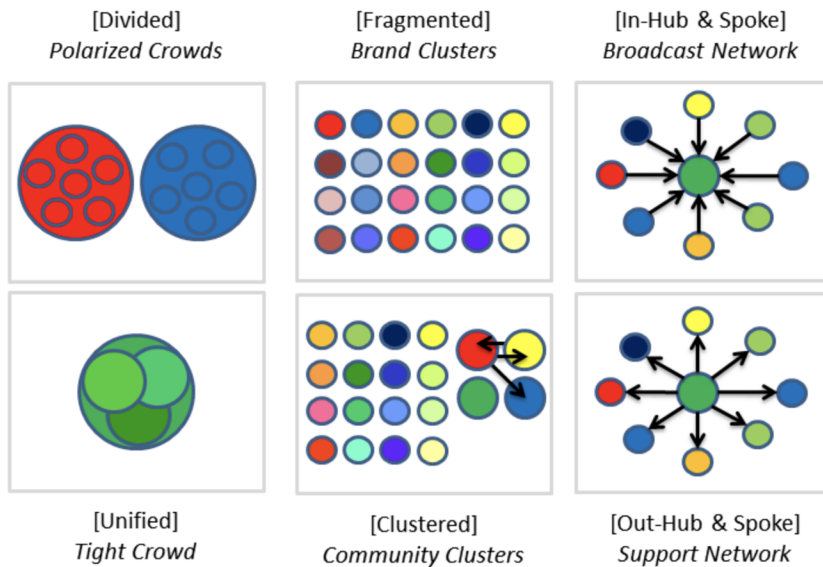 [Divided]
Polarized Crowds
[Fragmented]
Brand Clusters
[In-Hub & Spoke]
Broadcast Network
[Unified]
Tight Crowd
[Clustered]
Community Clusters
[Out-Hub & Spoke]
Support Network